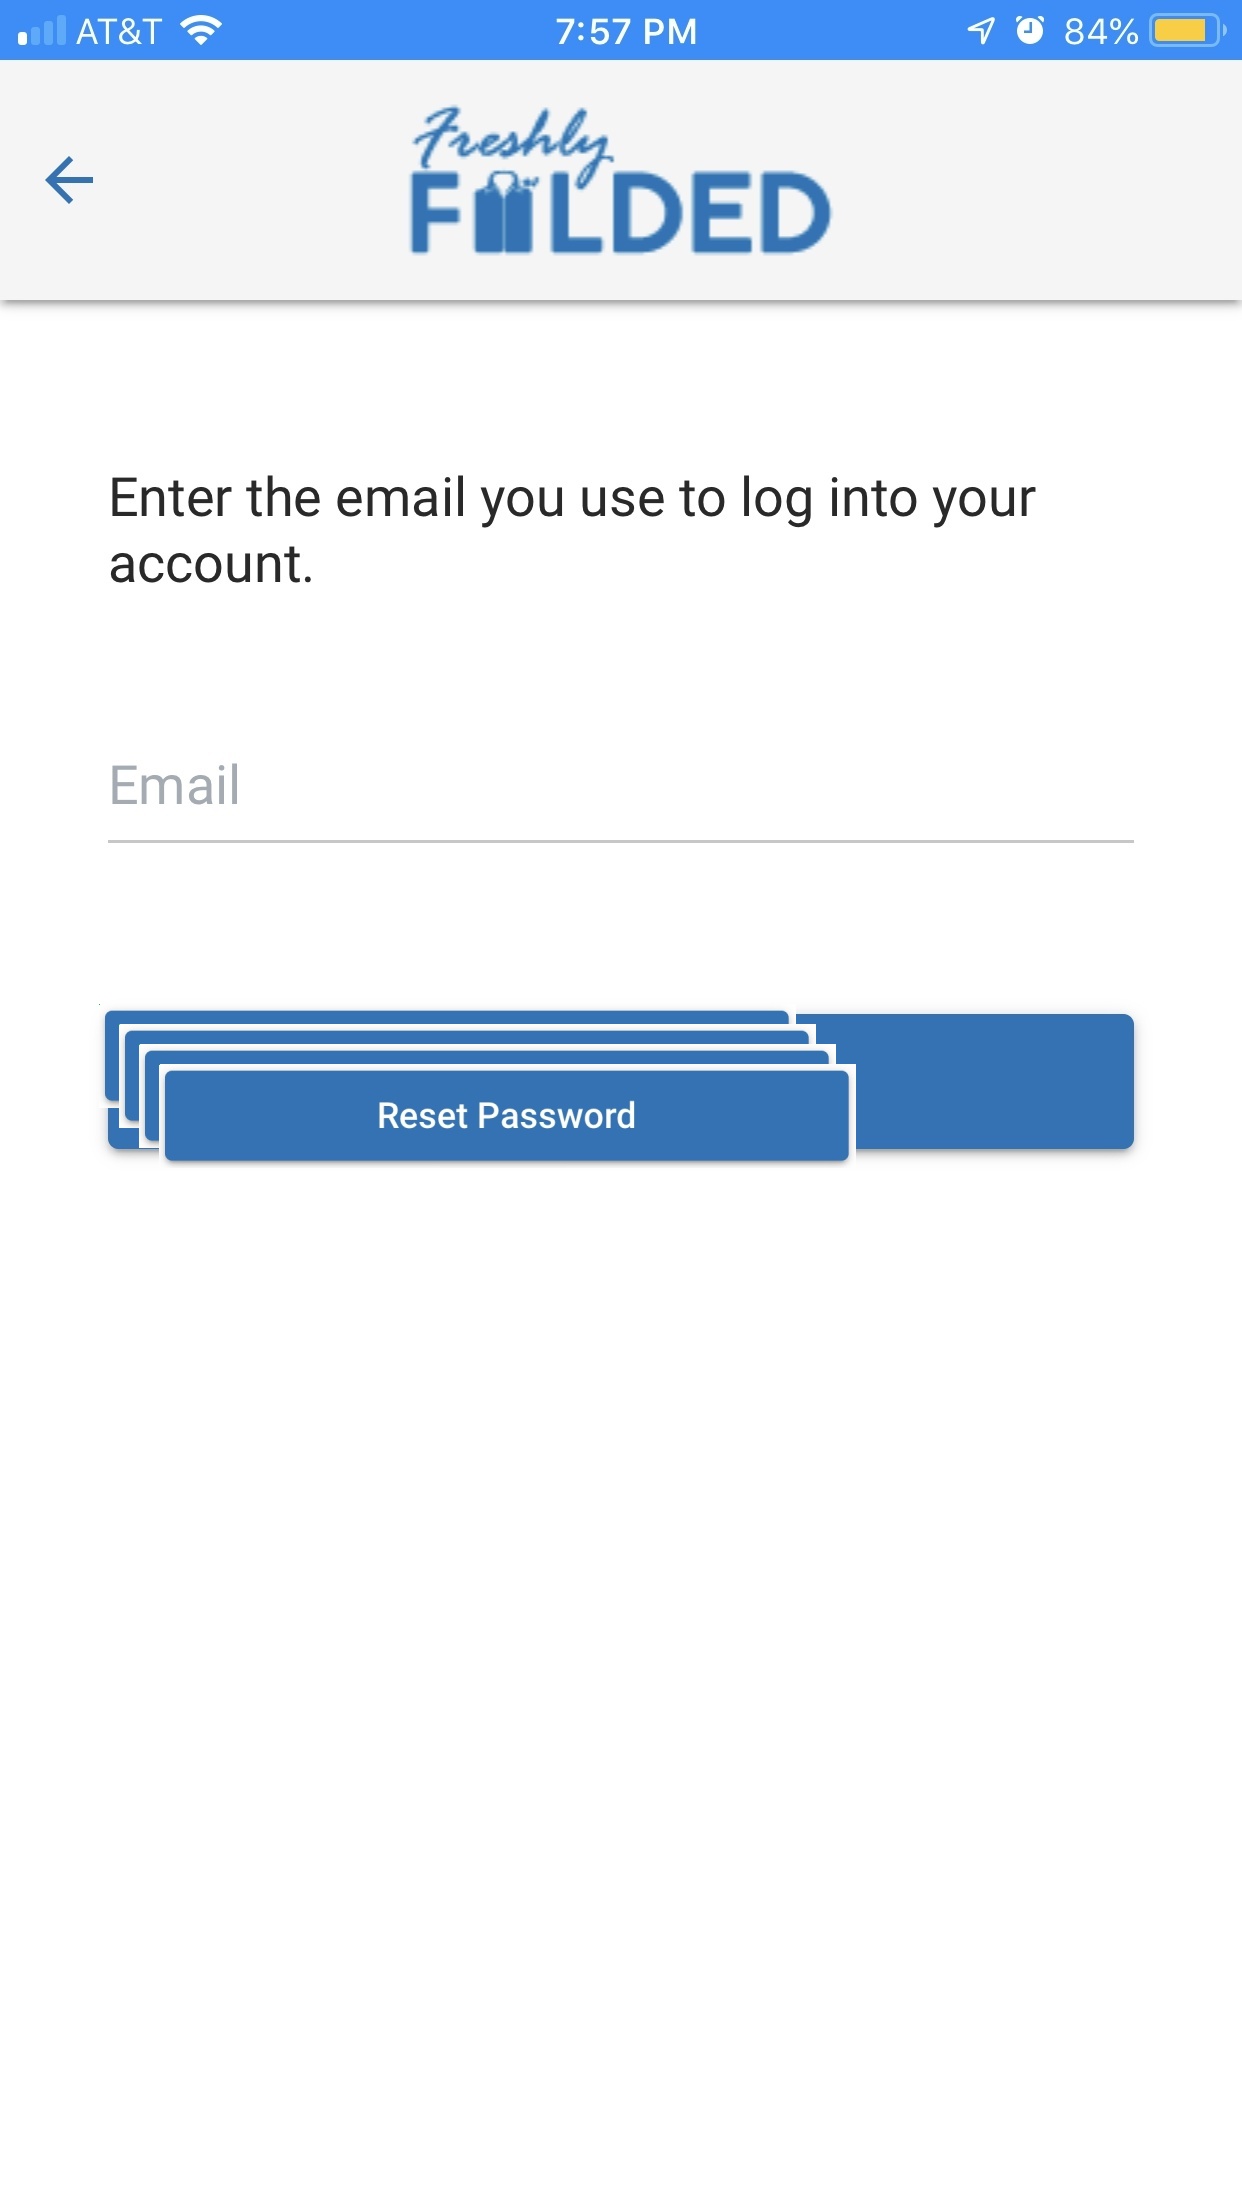 AT&T 7:57 PM 84%
Freshly
FOLDED
Enter the email you use to log into your
account.
Email
Reset Password